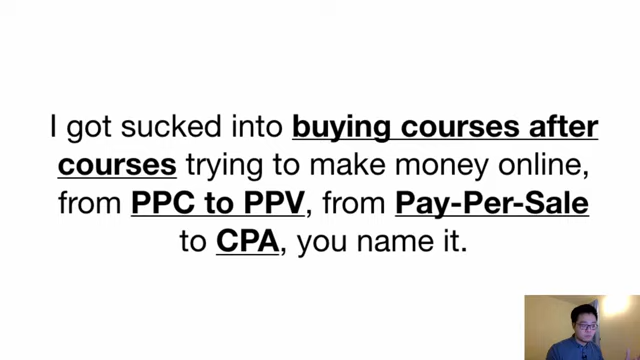 I got sucked into buying courses after
courses trying to make money online,
from PPC to PPV, from Pay-Per-Sale
to CPA, you name it.